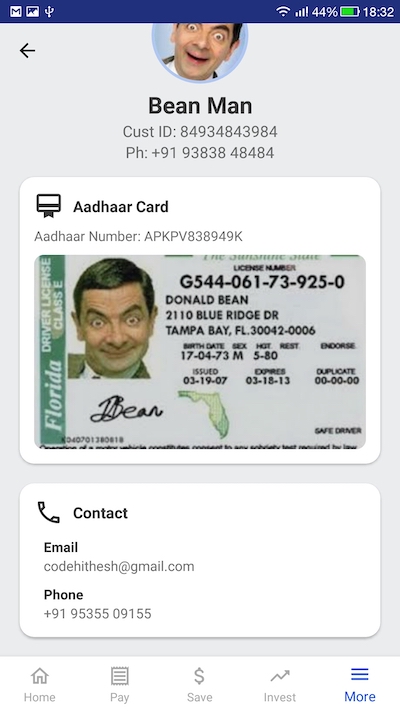 44% 18:32
Bean Man
Cust ID: 84934843984
Ph: +91 93838 48484
Aadhaar Card
Aadhaar Number: APKPV838949K
The Sunshine State
DRIVER LICENSE
CLASS E
Florida
LICENSE NUMBER
G544-061-73-925-0
DONALD BEAN
2110 BLUE RIDGE DR
TAMPA BAY, FL.30042-0006
BIRTH DATE SEX HGT REST. ENDORSE.
17-04-73 M 5-80
ISSUED EXPIRES DUPLICATE
03-19-07 03-18-13 00-00-00
Bean
SAFE DRIVER
K040701380818
Operation of a motor vehicle constitutes consent to any sobriety test required by law.
Contact
Email
codehithesh@gmail.com
Phone
+91 95355 09155
Home Pay Save Invest More